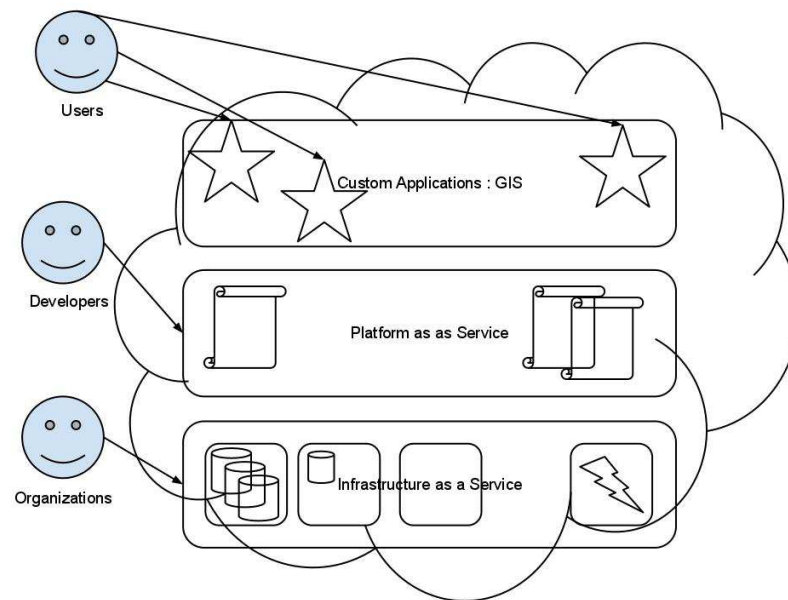 Users
Custom Applications : GIS
Developers
Platform as as Service
Organizations
Infrastructure as a Service